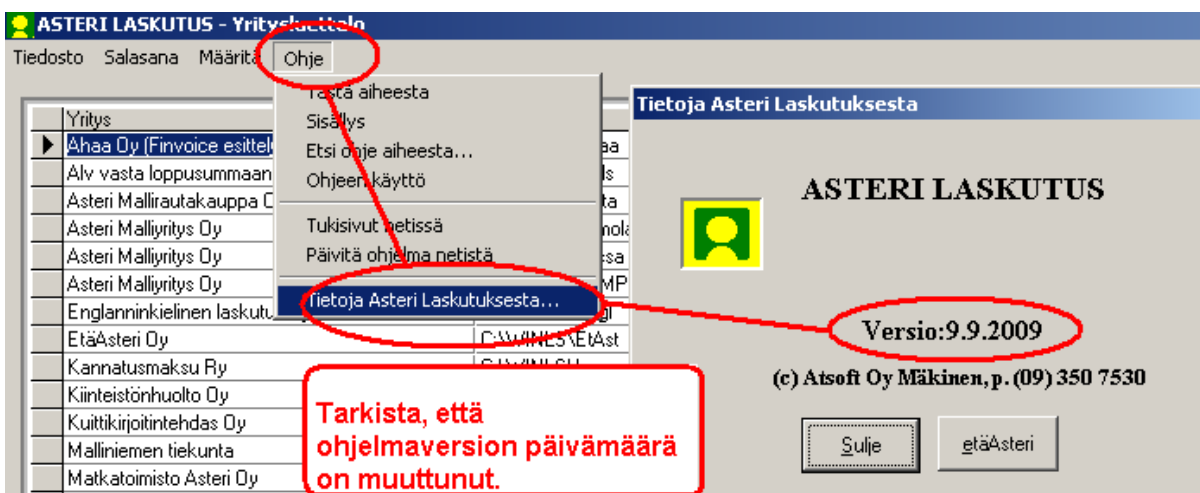 ASTERI LASKUTUS - Yritysluettelo
Tiedosto Salasana Määritä Ohje
Tästä aiheesta
Sisällys
Etsi ohje aiheesta...
Ohjeen käyttö
Tukisivut netissä
Päivitä ohjelma netistä
Tietoja Asteri Laskutuksesta...
Yritys
Ahaa Oy (Finvoice esittel
Alv vasta loppusummaan
Asteri Mallirautakauppa O
Asteri Malliyritys Oy
Asteri Malliyritys Oy
Asteri Malliyritys Oy
Englanninkielinen laskutu
EtäAsteri Oy C:\WINLS\EtAst
Kannatusmaksu Ry
Kiinteistönhuolto Oy
Kuittikirjoitintehdas Oy
Malliniemen tiekunta
Matkatoimisto Asteri Oy
Tarkista, että
ohjelmaversion päivämäärä
on muuttunut.
Tietoja Asteri Laskutuksesta
ASTERI LASKUTUS
Versio:9.9.2009
(c) Atsoft Oy Mäkinen, p. (09) 350 7530
Sulje etäAsteri